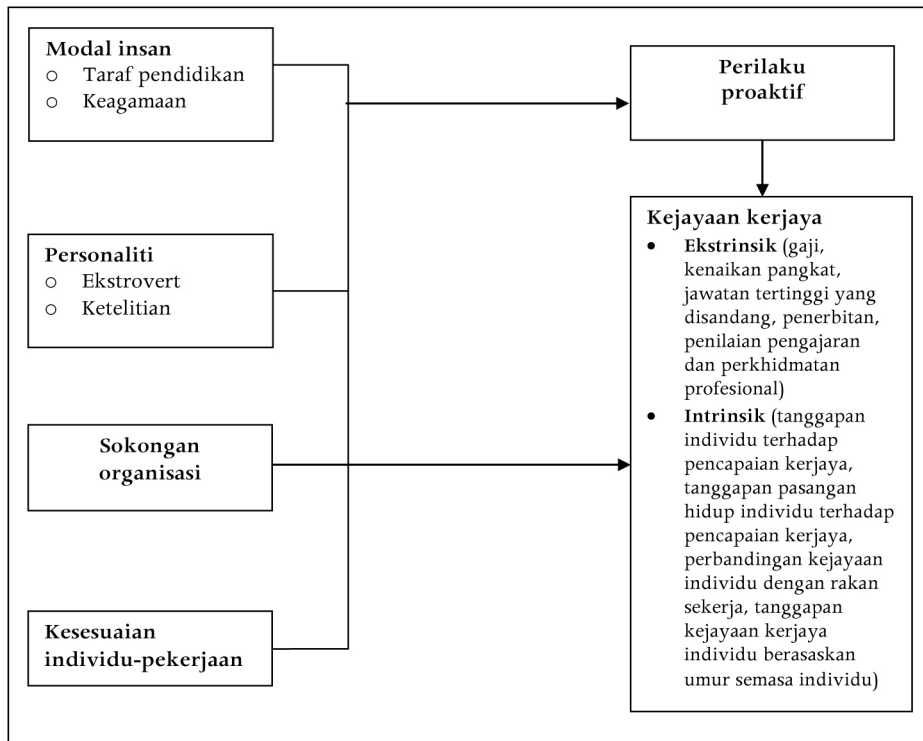 Modal insan
○ Taraf pendidikan
○ Keagamaan
Personaliti
○ Ekstrovert
○ Ketelitian
Sokongan
organisasi
Kesesuaian
individu-pekerjaan
Perilaku
proaktif
Kejayaan kerjaya
• Ekstrinsik (gaji,
kenaikan pangkat,
jawatan tertinggi yang
disandang, penerbitan,
penilaian pengajaran
dan perkhidmatan
profesional)
• Intrinsik (tanggapan
individu terhadap
pencapaian kerjaya,
tanggapan pasangan
hidup individu terhadap
pencapaian kerjaya,
perbandingan kejayaan
individu dengan rakan
sekerja, tanggapan
kejayaan kerjaya
individu berasaskan
umur semasa individu)